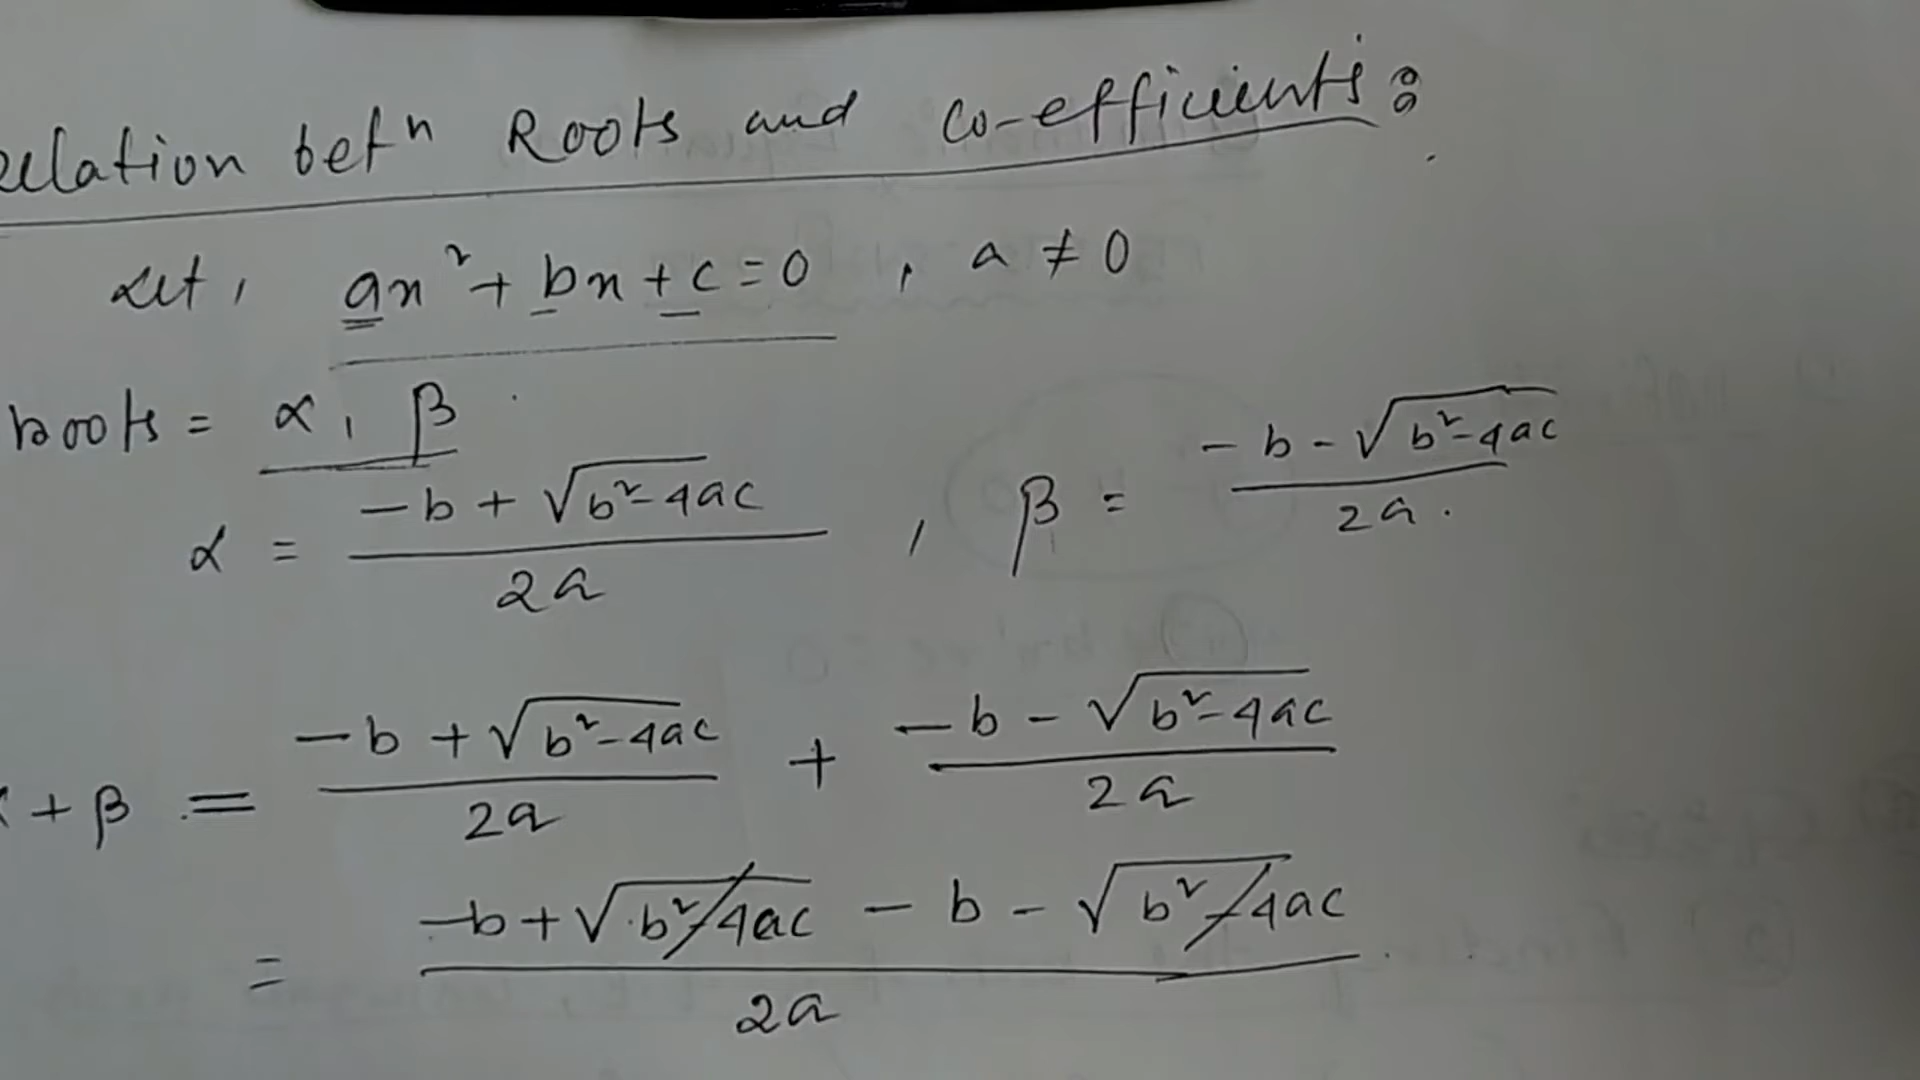 elation betⁿ Roots and Co-efficients:
Let, ax² + bx + c = 0 , a ≠ 0
roots = α, β
α = (-b + √(b²-4ac))/2a , β = (-b - √(b²-4ac))/2a.
α + β = (-b + √(b²-4ac))/2a + (-b - √(b²-4ac))/2a
= (-b + √(b²-4ac) - b - √(b²-4ac))/2a